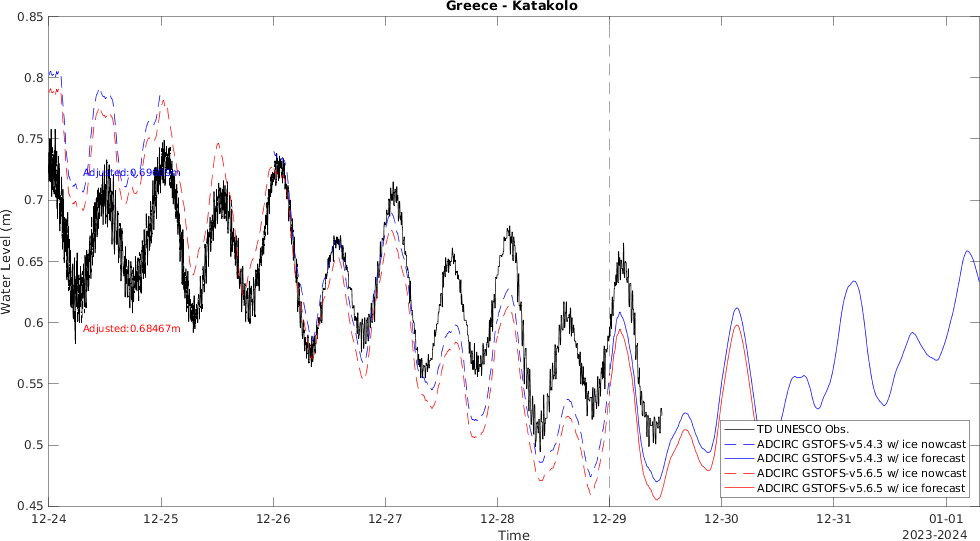 Greece - Katakolo
0.85
0.8
0.75
0.7
0.65
0.6
0.55
0.5
0.45
Water Level (m)
Adjusted:0.68467m
TD UNESCO Obs.
ADCIRC GSTOFS-v5.4.3 w/ ice nowcast
ADCIRC GSTOFS-v5.4.3 w/ ice forecast
ADCIRC GSTOFS-v5.6.5 w/ ice nowcast
ADCIRC GSTOFS-v5.6.5 w/ ice forecast
12-24 12-25 12-26 12-27 12-28 12-29 12-30 12-31 01-01
Time
2023-2024